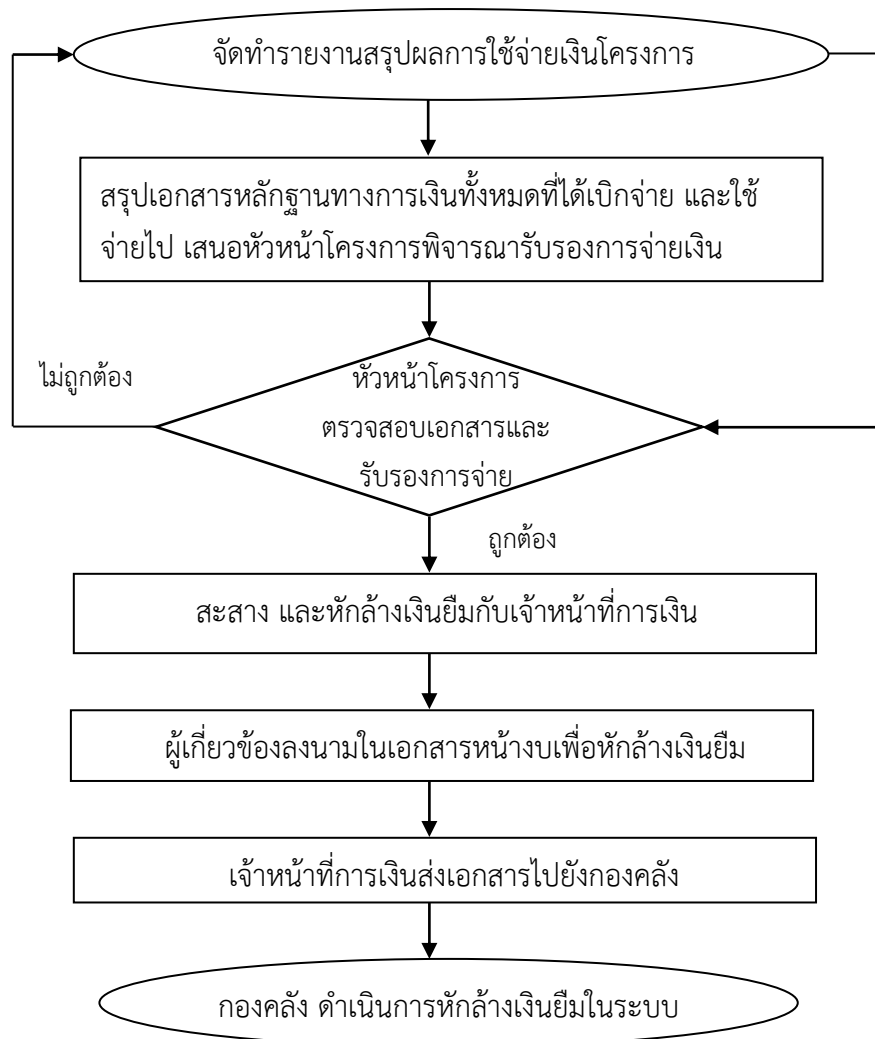 จัดทำรายงานสรุปผลการใช้จ่ายเงินโครงการ
สรุปเอกสารหลักฐานทางการเงินทั้งหมดที่ได้เบิกจ่าย และใช้
จ่ายไป เสนอหัวหน้าโครงการพิจารณารับรองการจ่ายเงิน
ไม่ถูกต้อง
หัวหน้าโครงการ
ตรวจสอบเอกสารและ
รับรองการจ่าย
ถูกต้อง
สะสาง และหักล้างเงินยืมกับเจ้าหน้าที่การเงิน
ผู้เกี่ยวข้องลงนามในเอกสารหน้างบเพื่อหักล้างเงินยืม
เจ้าหน้าที่การเงินส่งเอกสารไปยังกองคลัง
กองคลัง ดำเนินการหักล้างเงินยืมในระบบ